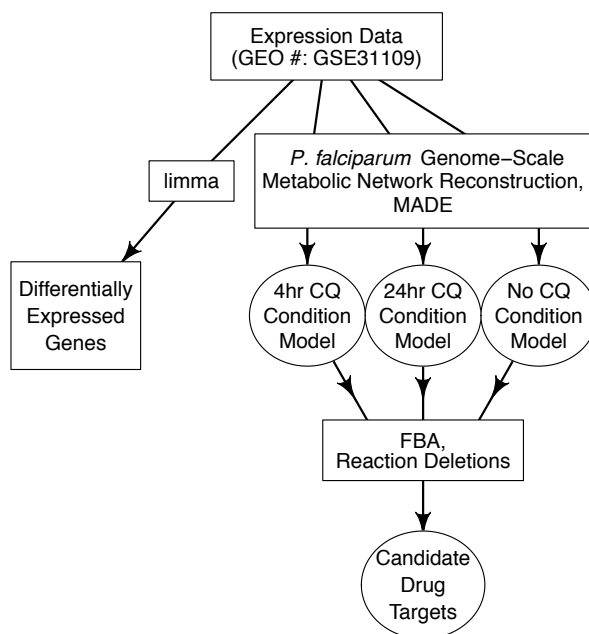 Expression Data
(GEO #: GSE31109)
P. falciparum Genome−Scale
Metabolic Network Reconstruction,
MADE
limma
Differentially
Expressed
Genes
4hr CQ
Condition
Model
24hr CQ
Condition
Model
No CQ
Condition
Model
FBA,
Reaction Deletions
Candidate
Drug
Targets